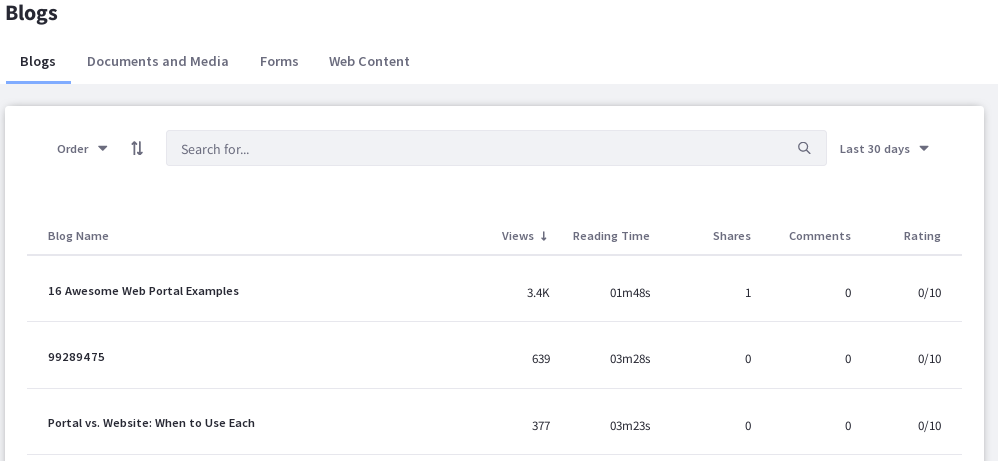 Blogs
Blogs Documents and Media Forms Web Content
Order Search for... Last 30 days
Blog Name Views ↓ Reading Time Shares Comments Rating
16 Awesome Web Portal Examples 3.4K 01m48s 1 0 0/10
99289475 639 03m28s 0 0 0/10
Portal vs. Website: When to Use Each 377 03m23s 0 0 0/10